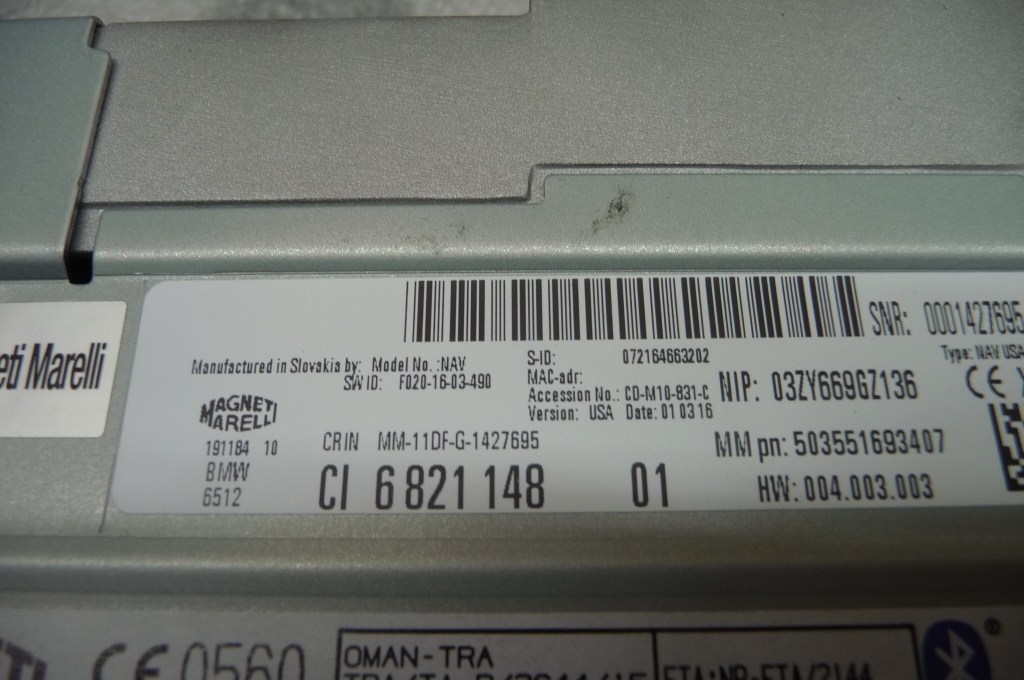 SNR: 0001427695
Manufactured in Slovakia by: Model No.:NAV
SW ID: F020-16-03-490
S-ID: 072164663202
MAC-adr:
Accession No.: CD-M10-831-C
Version: USA Date: 01 03 16
NIP: 03ZY669GZ136
Type: NAV USA
CE
eti Marelli
MAGNETI
MARELLI
191184 10
BMW
6512
CRIN MM-11DF-G-1427695
CI 6 821 148 01
MM pn: 503551693407
HW: 004.003.003
CE 0560
OMAN-TRA